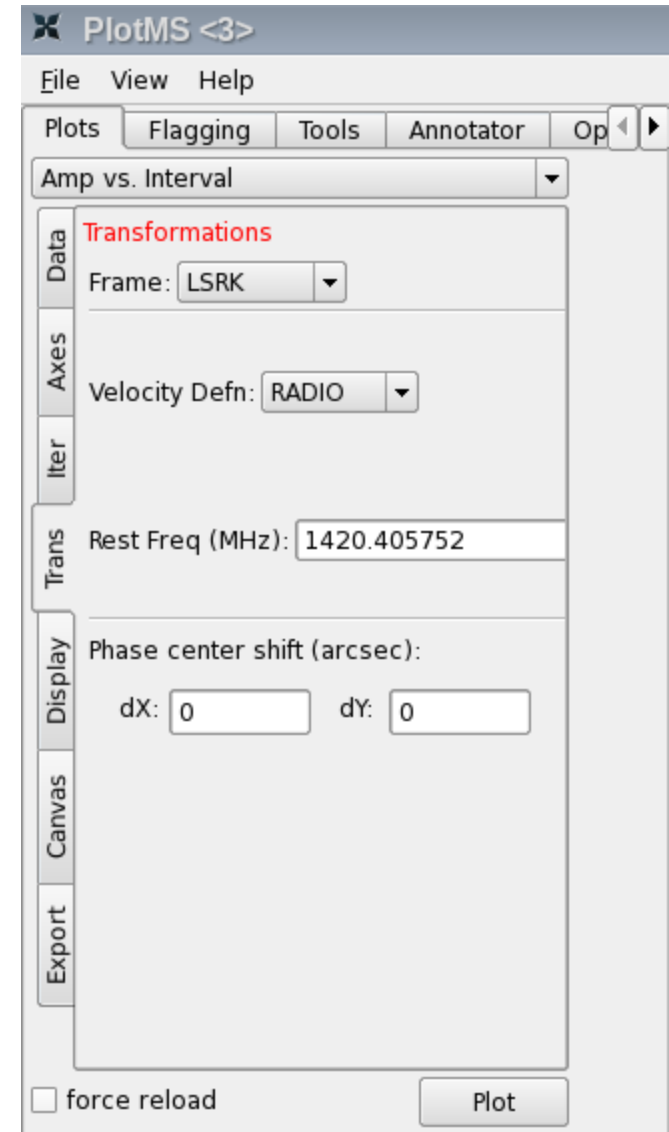 PlotMS <3>
File View Help
Plots Flagging Tools Annotator Op
Amp vs. Interval
Data
Axes
Iter
Trans
Display
Canvas
Export
Transformations
Frame: LSRK
Velocity Defn: RADIO
Rest Freq (MHz): 1420.405752
Phase center shift (arcsec):
dX: 0 dY: 0
force reload Plot